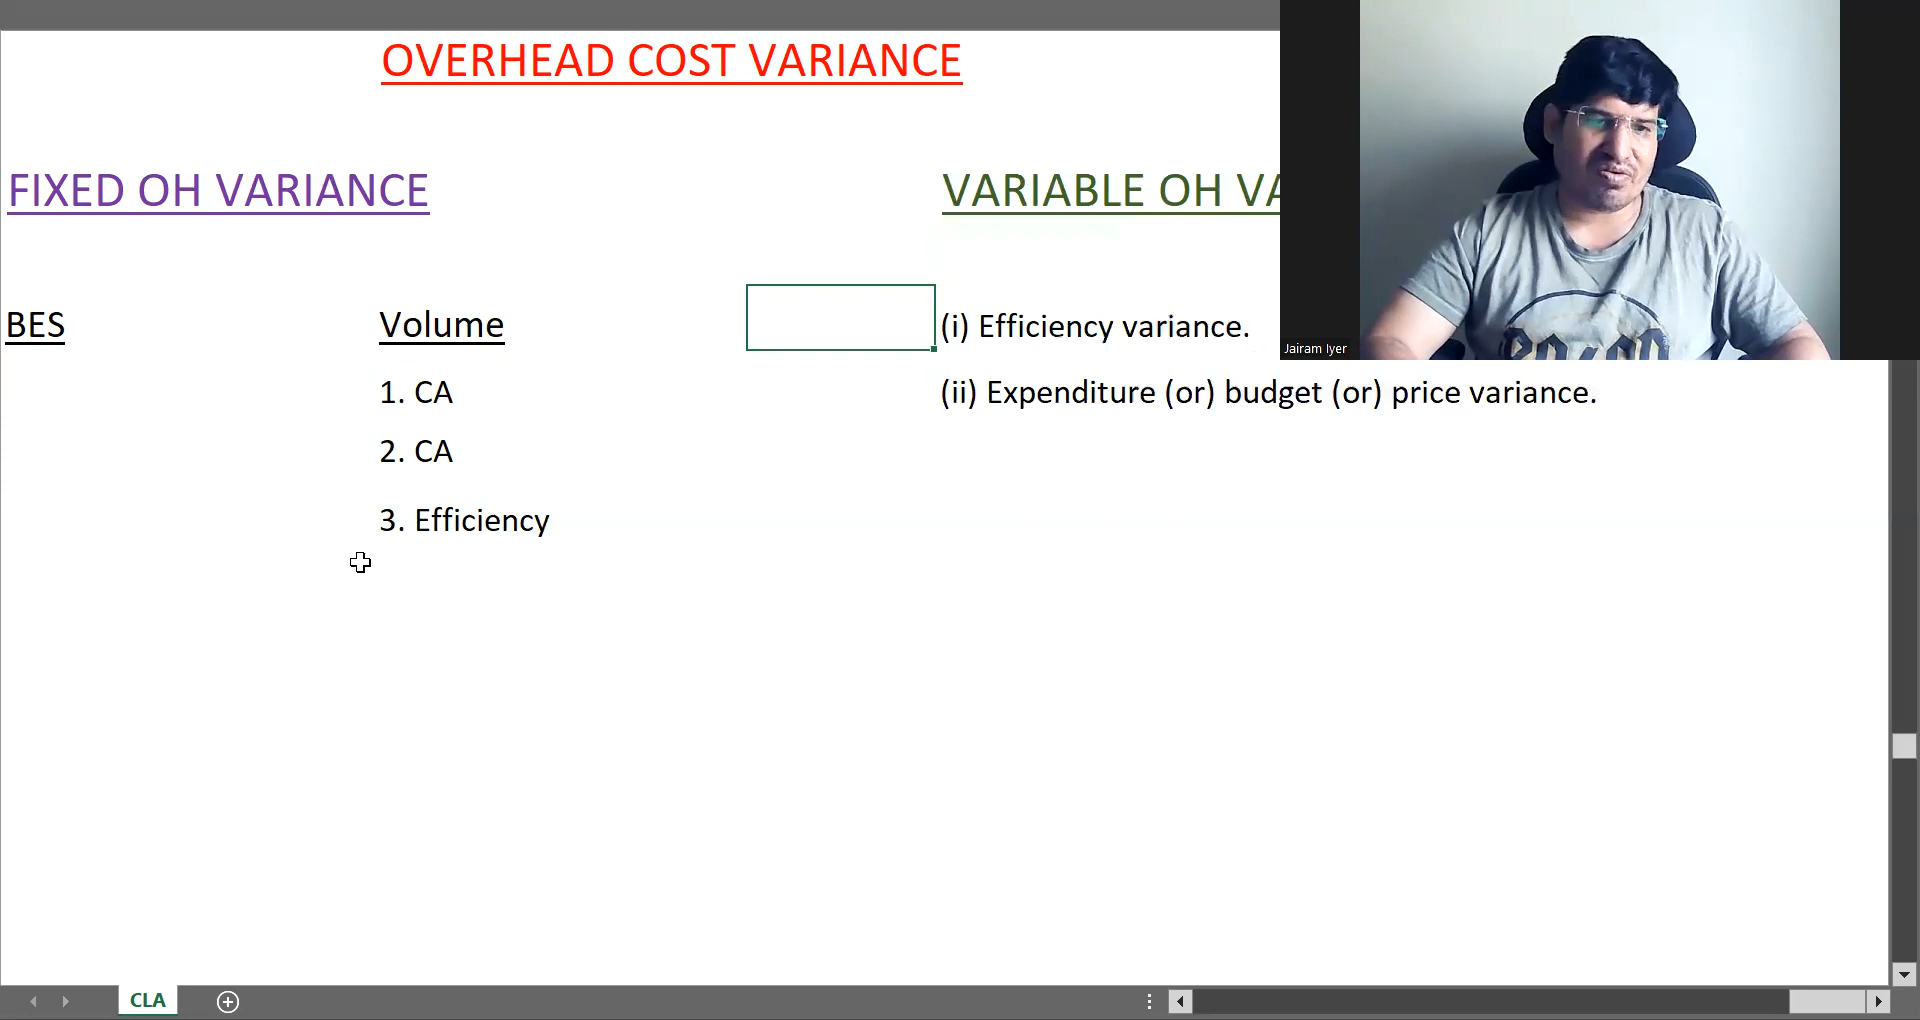 OVERHEAD COST VARIANCE
FIXED OH VARIANCE
VARIABLE OH VA
BES
Volume
(i) Efficiency variance.
Jairam Iyer
1. CA
(ii) Expenditure (or) budget (or) price variance.
2. CA
3. Efficiency
CLA